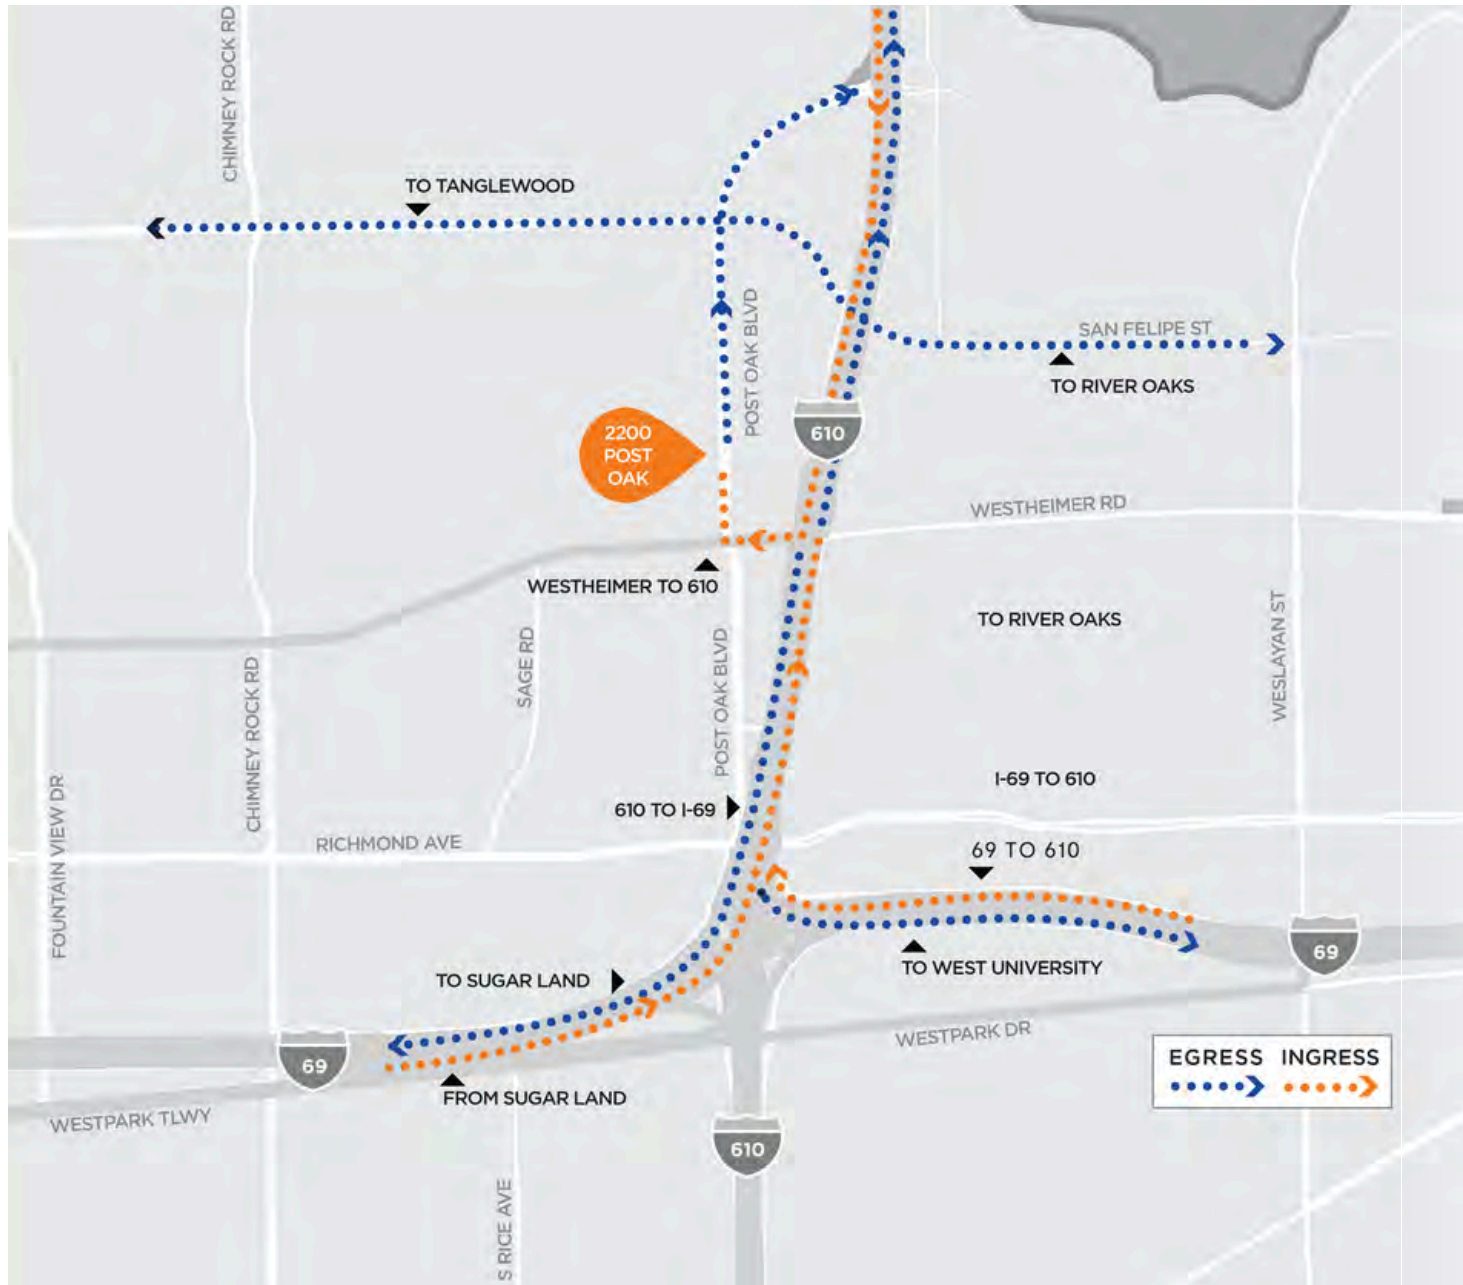 CHIMNEY ROCK RD
TO TANGLEWOOD
POST OAK BLVD
SAN FELIPE ST
TO RIVER OAKS
2200
POST
OAK
610
WESTHEIMER RD
WESTHEIMER TO 610
TO RIVER OAKS
SAGE RD
POST OAK BLVD
WESLAYAN ST
CHIMNEY ROCK RD
FOUNTAIN VIEW DR
I-69 TO 610
610 TO I-69
RICHMOND AVE
69 TO 610
TO WEST UNIVERSITY
69
TO SUGAR LAND
WESTPARK DR
69
FROM SUGAR LAND
EGRESS INGRESS
WESTPARK TLWY
610
S RICE AVE